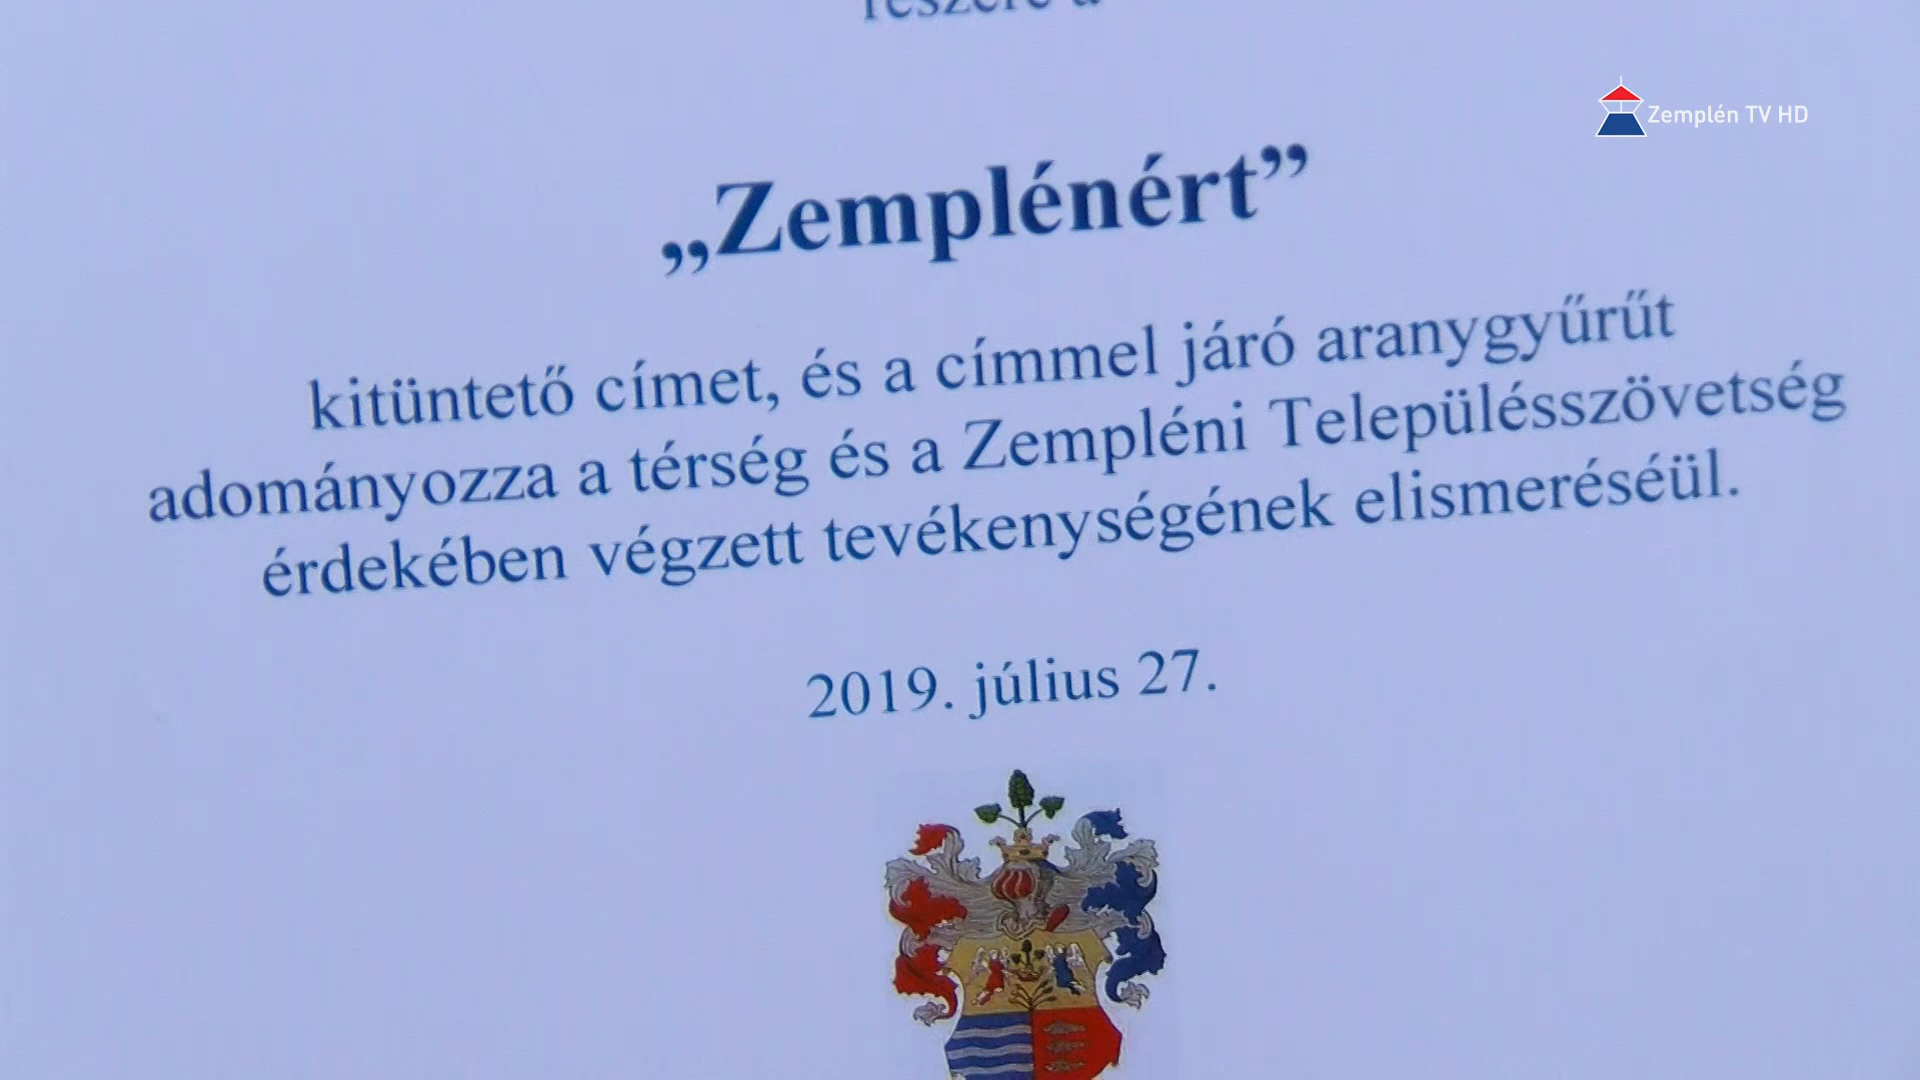 részére a
Zemplén TV HD
„Zemplénért”
kitüntető címet, és a címmel járó aranygyűrűt
adományozza a térség és a Zempléni Településszövetség
érdekében végzett tevékenységének elismeréséül.
2019. július 27.